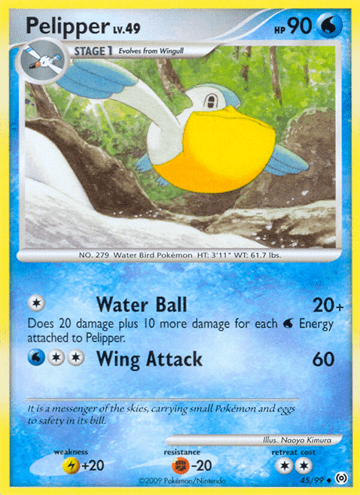 Pelipper LV.49 HP 90
STAGE 1 Evolves from Wingull
NO. 279 Water Bird Pokémon HT: 3'11" WT: 61.7 lbs.
Water Ball 20+
Does 20 damage plus 10 more damage for each Energy
attached to Pelipper.
Wing Attack 60
It is a messenger of the skies, carrying small Pokémon and eggs
to safety in its bill.
Illus. Naoyo Kimura
weakness resistance retreat cost
+20 -20
©2009 Pokémon 45/99